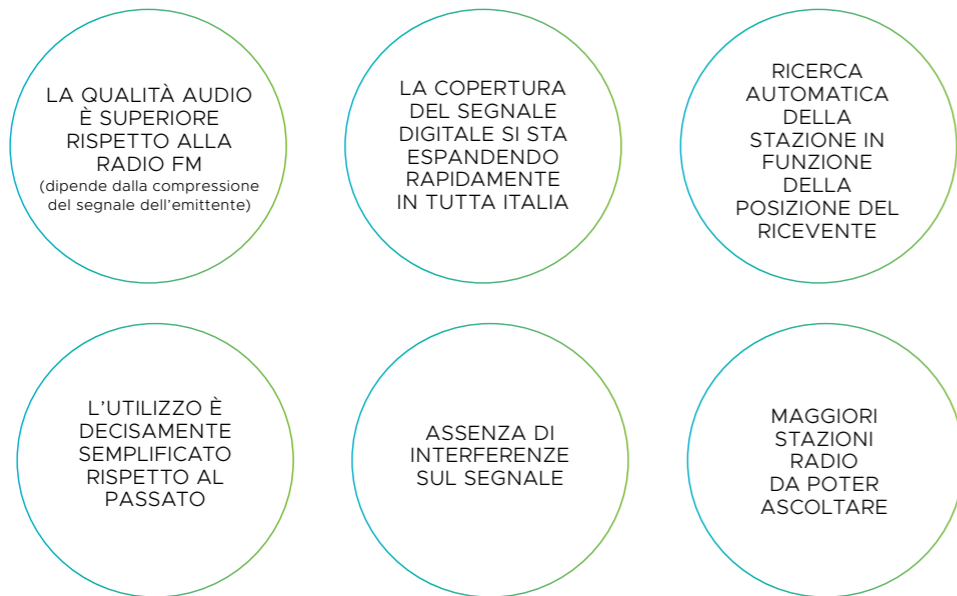 LA QUALITÀ AUDIO
È SUPERIORE
RISPETTO ALLA
RADIO FM
(dipende dalla compressione
del segnale dell'emittente)
LA COPERTURA
DEL SEGNALE
DIGITALE SI STA
ESPANDENDO
RAPIDAMENTE
IN TUTTA ITALIA
RICERCA
AUTOMATICA
DELLA
STAZIONE IN
FUNZIONE
DELLA
POSIZIONE DEL
RICEVENTE
L'UTILIZZO È
DECISAMENTE
SEMPLIFICATO
RISPETTO AL
PASSATO
ASSENZA DI
INTERFERENZE
SUL SEGNALE
MAGGIORI
STAZIONI
RADIO
DA POTER
ASCOLTARE